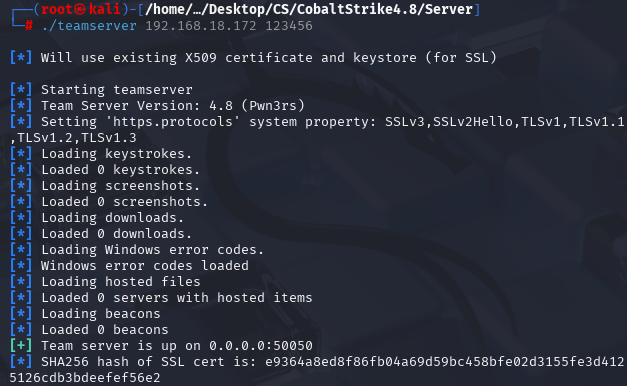 ┌──(root㉿kali)-[/home/…/Desktop/CS/CobaltStrike4.8/Server]
└─# ./teamserver 192.168.18.172 123456
[*] Will use existing X509 certificate and keystore (for SSL)
[*] Starting teamserver
[*] Team Server Version: 4.8 (Pwn3rs)
[*] Setting 'https.protocols' system property: SSLv3,SSLv2Hello,TLSv1,TLSv1.1
,TLSv1.2,TLSv1.3
[*] Loading keystrokes.
[*] Loaded 0 keystrokes.
[*] Loading screenshots.
[*] Loaded 0 screenshots.
[*] Loading downloads.
[*] Loaded 0 downloads.
[*] Loading Windows error codes.
[*] Windows error codes loaded
[*] Loading hosted files
[*] Loaded 0 servers with hosted items
[*] Loading beacons
[*] Loaded 0 beacons
[+] Team server is up on 0.0.0.0:50050
[*] SHA256 hash of SSL cert is: e9364a8ed8f86fb04a69d59bc458bfe02d3155fe3d412
5126cdb3bdeefef56e2